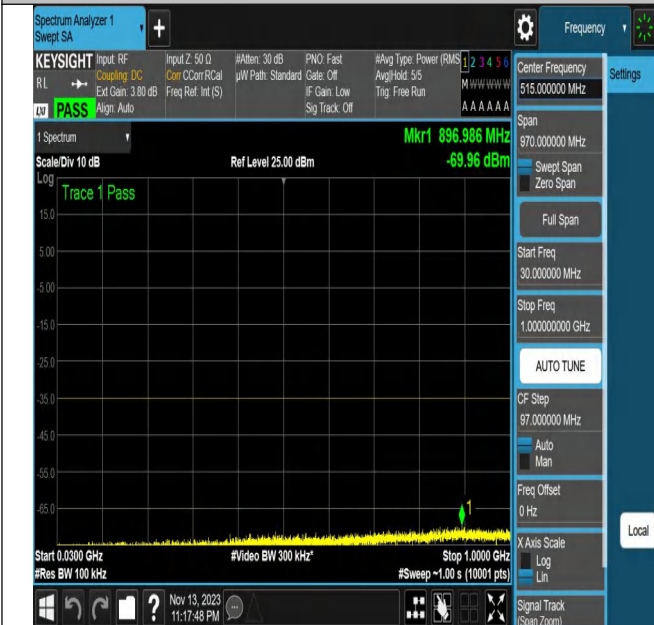 Spectrum Analyzer 1
Swept SA
+
Frequency
KEYSIGHT
RL
LXI
PASS
Input: RF
Coupling: DC
Ext Gain: 3.80 dB
Align: Auto
Input Z: 50 Ω
Corr CCorr RCal
Freq Ref: Int (S)
#Atten: 30 dB
µW Path: Standard
PNO: Fast
Gate: Off
IF Gain: Low
Sig Track: Off
#Avg Type: Power (RMS
Avg|Hold: 5/5
Trig: Free Run
1 2 3 4 5 6
M W W W W W
A A A A A A
1 Spectrum
Scale/Div 10 dB
Ref Level 25.00 dBm
Mkr1 896.986 MHz
-69.96 dBm
Log
Trace 1 Pass
15.0
5.00
-5.00
-15.0
-25.0
-35.0
-45.0
-55.0
-65.0
1
Start 0.0300 GHz
#Video BW 300 kHz*
Stop 1.0000 GHz
#Res BW 100 kHz
#Sweep ~1.00 s (10001 pts)
?
Nov 13, 2023
11:17:48 PM
Center Frequency
515.000000 MHz
Span
970.000000 MHz
Swept Span
Zero Span
Full Span
Start Freq
30.000000 MHz
Stop Freq
1.000000000 GHz
AUTO TUNE
CF Step
97.000000 MHz
Auto
Man
Freq Offset
0 Hz
X Axis Scale
Log
Lin
Signal Track
(Span Zoom)
Settings
Local